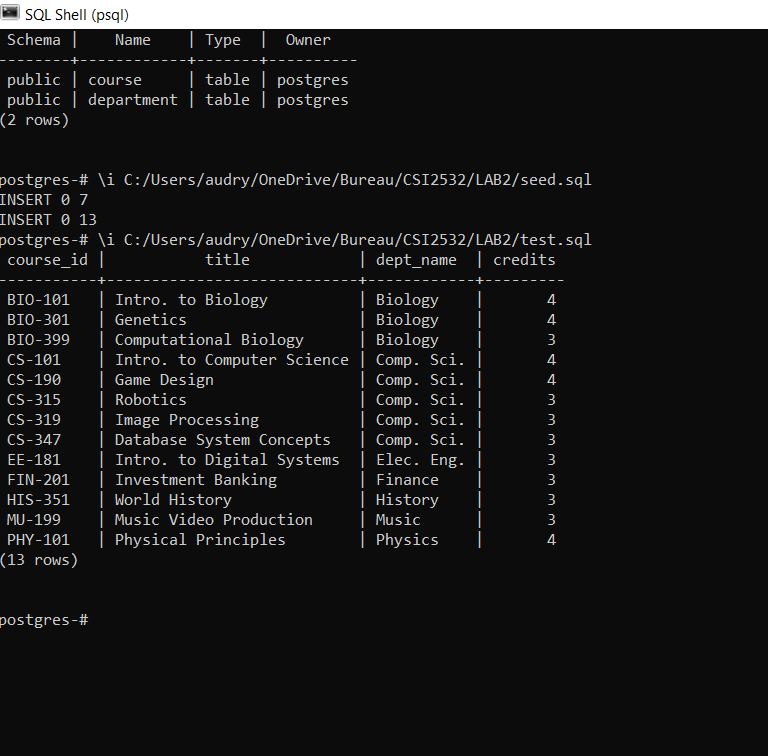 SQL Shell (psql)
 Schema |    Name    | Type  |  Owner
--------+------------+-------+----------
 public | course     | table | postgres
 public | department | table | postgres
(2 rows)
postgres-# \i C:/Users/audry/OneDrive/Bureau/CSI2532/LAB2/seed.sql
INSERT 0 7
INSERT 0 13
postgres-# \i C:/Users/audry/OneDrive/Bureau/CSI2532/LAB2/test.sql
 course_id |           title            | dept_name  | credits
-----------+----------------------------+------------+---------
 BIO-101   | Intro. to Biology          | Biology    |       4
 BIO-301   | Genetics                   | Biology    |       4
 BIO-399   | Computational Biology      | Biology    |       3
 CS-101    | Intro. to Computer Science | Comp. Sci. |       4
 CS-190    | Game Design                | Comp. Sci. |       4
 CS-315    | Robotics                   | Comp. Sci. |       3
 CS-319    | Image Processing           | Comp. Sci. |       3
 CS-347    | Database System Concepts   | Comp. Sci. |       3
 EE-181    | Intro. to Digital Systems  | Elec. Eng. |       3
 FIN-201   | Investment Banking         | Finance    |       3
 HIS-351   | World History              | History    |       3
 MU-199    | Music Video Production     | Music      |       3
 PHY-101   | Physical Principles        | Physics    |       4
(13 rows)
postgres-#